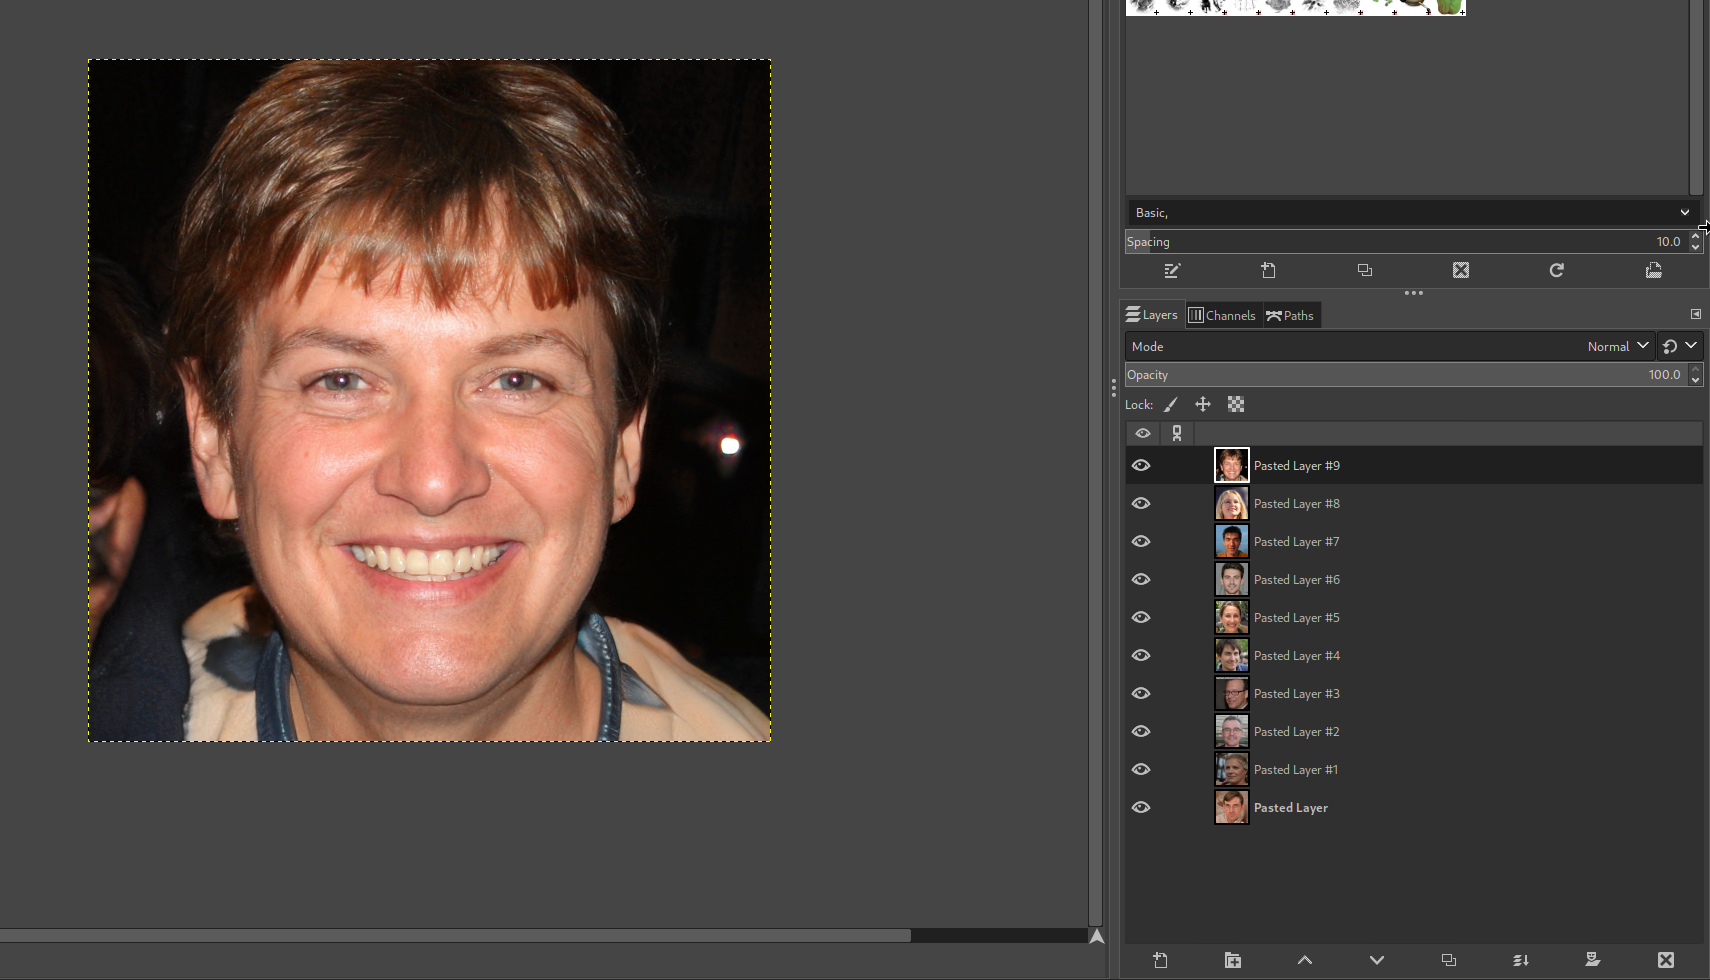 Basic,
Spacing 10.0
Layers Channels Paths
Mode Normal
Opacity 100.0
Lock:
Pasted Layer #9
Pasted Layer #8
Pasted Layer #7
Pasted Layer #6
Pasted Layer #5
Pasted Layer #4
Pasted Layer #3
Pasted Layer #2
Pasted Layer #1
Pasted Layer